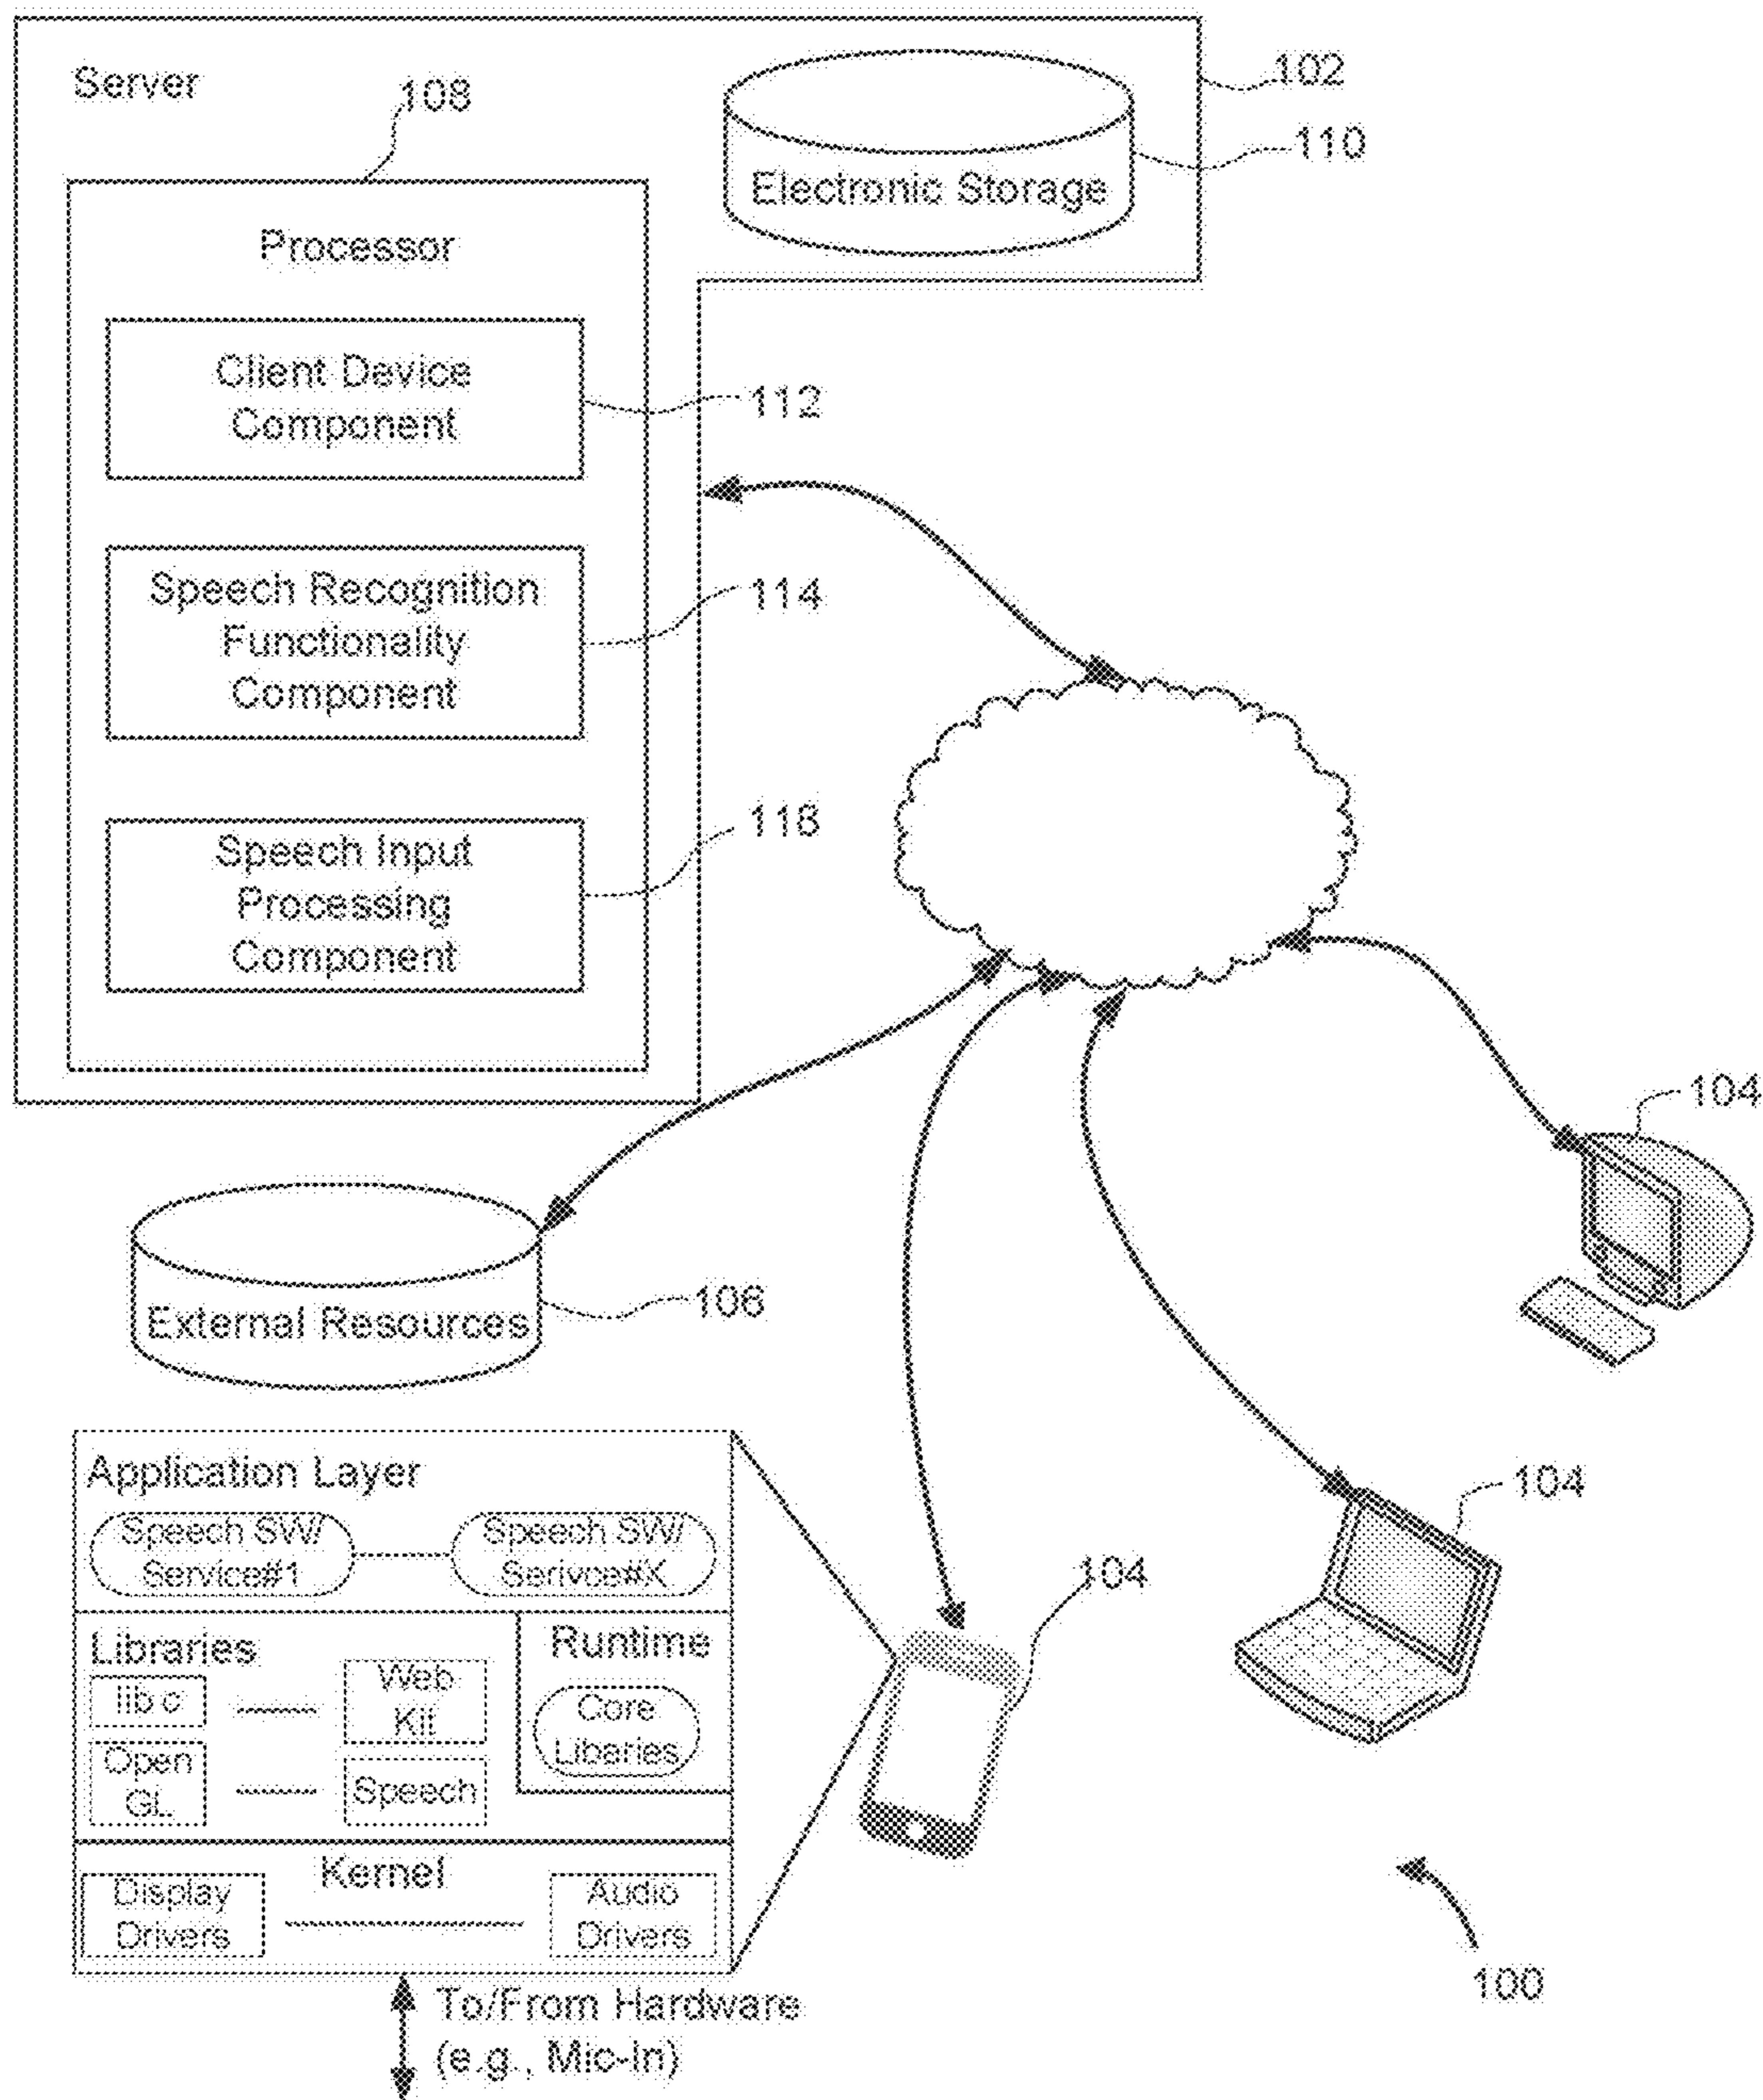 Server
108
102
110
Electronic Storage
Processor
Client Device
Component
112
Speech Recognition
Functionality
Component
114
Speech Input
Processing
Component
116
104
External Resources
106
Application Layer
Speech SW/
Service#1
Speech SW/
Serivce#X
104
104
Libraries
lib c
Web
Kit
Open
GL
Speech
Runtime
Core
Libaries
Kernel
Display
Drivers
Audio
Drivers
100
To/From Hardware
(e.g., Mic-In)